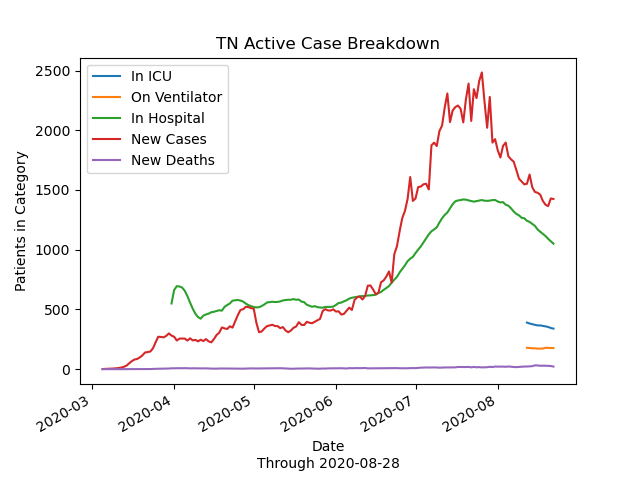 TN Active Case Breakdown
In ICU
On Ventilator
In Hospital
New Cases
New Deaths
2500
2000
1500
1000
500
0
Patients in Category
2020-03
2020-04
2020-05
2020-06
2020-07
2020-08
Date
Through 2020-08-28